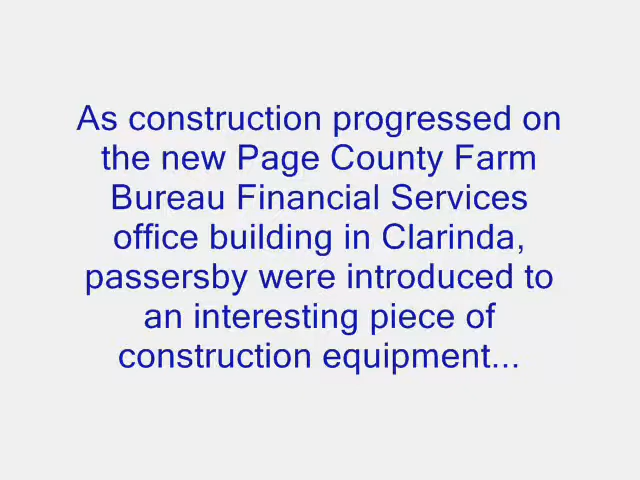 As construction progressed on
the new Page County Farm
Bureau Financial Services
office building in Clarinda,
passersby were introduced to
an interesting piece of
construction equipment...